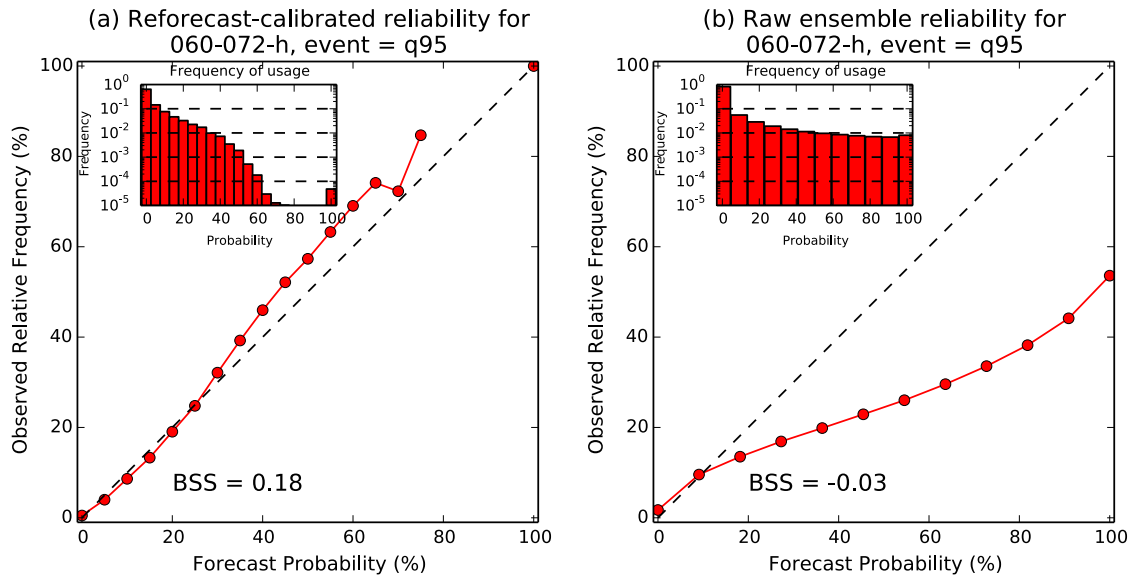 (a) Reforecast-calibrated reliability for
060-072-h, event = q95
Frequency of usage
Frequency
10^0
10^-1
10^-2
10^-3
10^-4
10^-5
0 20 40 60 80 100
Probability
Observed Relative Frequency (%)
100
80
60
40
20
0
BSS = 0.18
0 20 40 60 80 100
Forecast Probability (%)
(b) Raw ensemble reliability for
060-072-h, event = q95
Frequency of usage
Frequency
10^0
10^-1
10^-2
10^-3
10^-4
10^-5
0 20 40 60 80 100
Probability
Observed Relative Frequency (%)
100
80
60
40
20
0
BSS = -0.03
0 20 40 60 80 100
Forecast Probability (%)